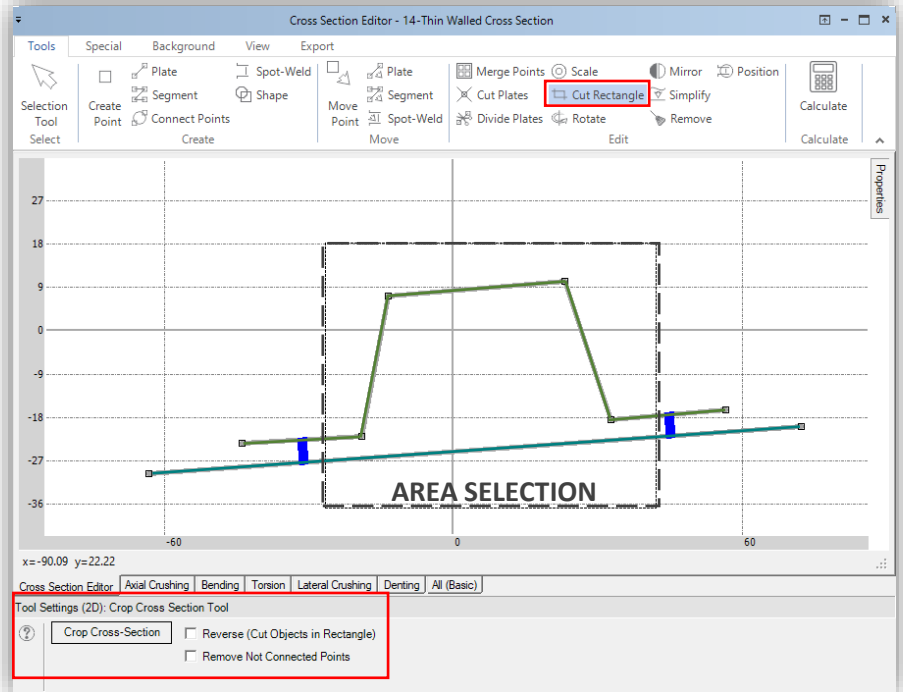 Cross Section Editor - 14-Thin Walled Cross Section
Tools Special Background View Export
Selection Tool
Select
Create Point
Plate
Segment
Connect Points
Spot-Weld
Shape
Create
Move Point
Plate
Segment
Spot-Weld
Move
Merge Points
Cut Plates
Divide Plates
Scale
Cut Rectangle
Rotate
Mirror
Simplify
Remove
Position
Edit
Calculate
Calculate
Properties
27
18
9
0
-9
-18
-27
-36
AREA SELECTION
-60 0 60
x=-90.09 y=22.22
Cross Section Editor Axial Crushing Bending Torsion Lateral Crushing Denting All (Basic)
Tool Settings (2D): Crop Cross Section Tool
? Crop Cross-Section Reverse (Cut Objects in Rectangle)
Remove Not Connected Points